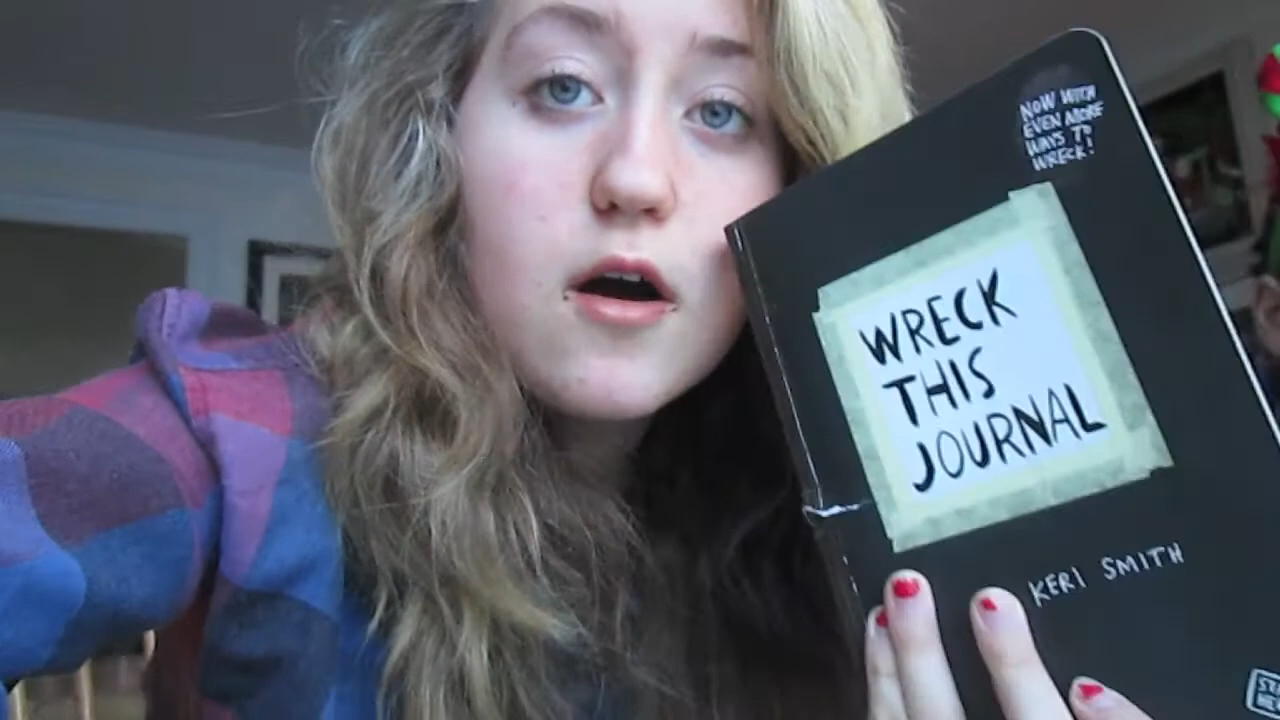 NOW WITH
EVEN MORE
WAYS TO
WRECK!
WRECK
THIS
JOURNAL
KERI SMITH